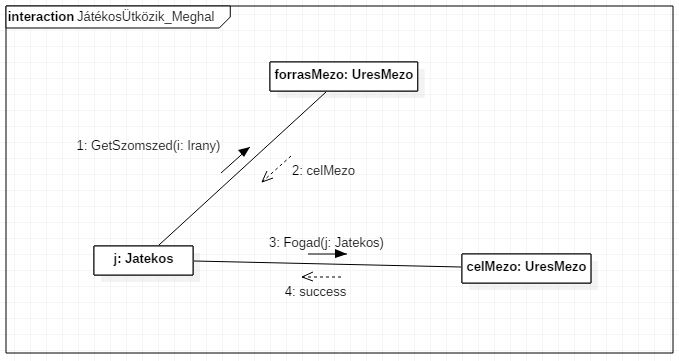 interaction JátékosÜtközik_Meghal
forrasMezo: UresMezo
1: GetSzomszed(i: Irany)
2: celMezo
3: Fogad(j: Jatekos)
j: Jatekos
celMezo: UresMezo
4: success